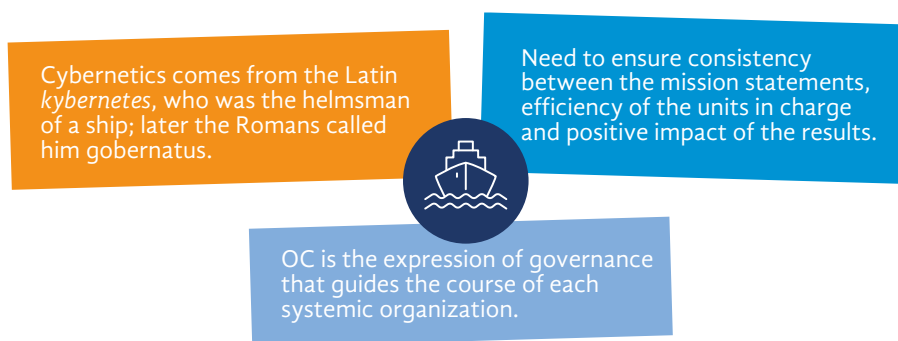 Cybernetics comes from the Latin
kybernetes, who was the helmsman
of a ship; later the Romans called
him gobernatus.
Need to ensure consistency
between the mission statements,
efficiency of the units in charge
and positive impact of the results.
OC is the expression of governance
that guides the course of each
systemic organization.